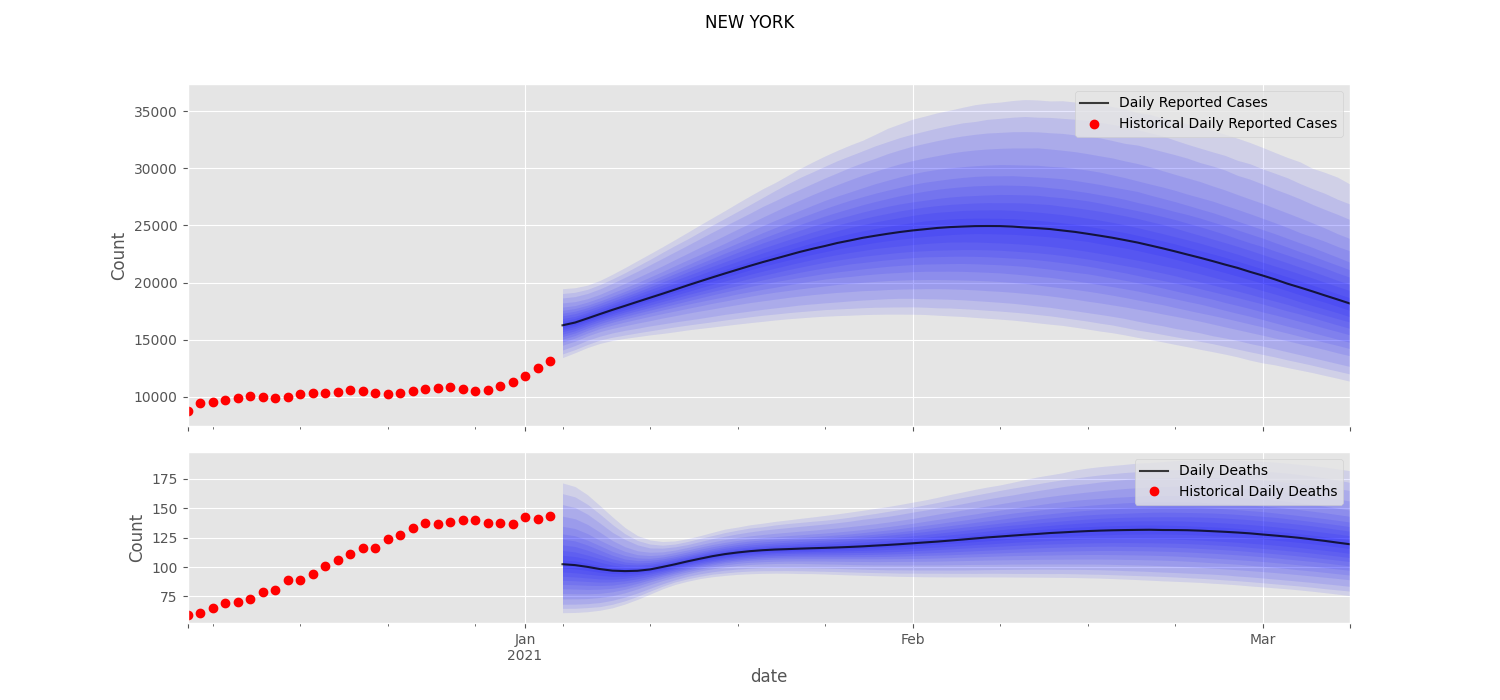 NEW YORK
35000
30000
25000
20000
15000
10000
Count
Daily Reported Cases
Historical Daily Reported Cases
175
150
125
100
75
Count
Daily Deaths
Historical Daily Deaths
Jan
2021
Feb
Mar
date